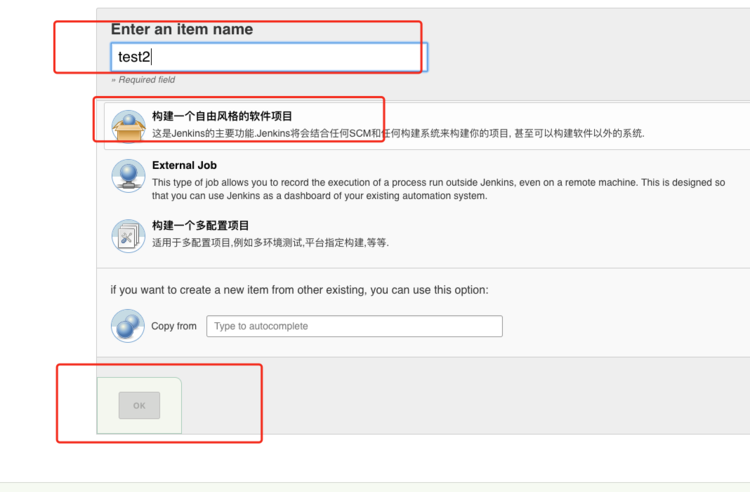 Enter an item name
test2
» Required field
构建一个自由风格的软件项目
这是Jenkins的主要功能.Jenkins将会结合任何SCM和任何构建系统来构建你的项目, 甚至可以构建软件以外的系统.
External Job
This type of job allows you to record the execution of a process run outside Jenkins, even on a remote machine. This is designed so
that you can use Jenkins as a dashboard of your existing automation system.
构建一个多配置项目
适用于多配置项目,例如多环境测试,平台指定构建,等等.
if you want to create a new item from other existing, you can use this option:
Copy from Type to autocomplete
OK